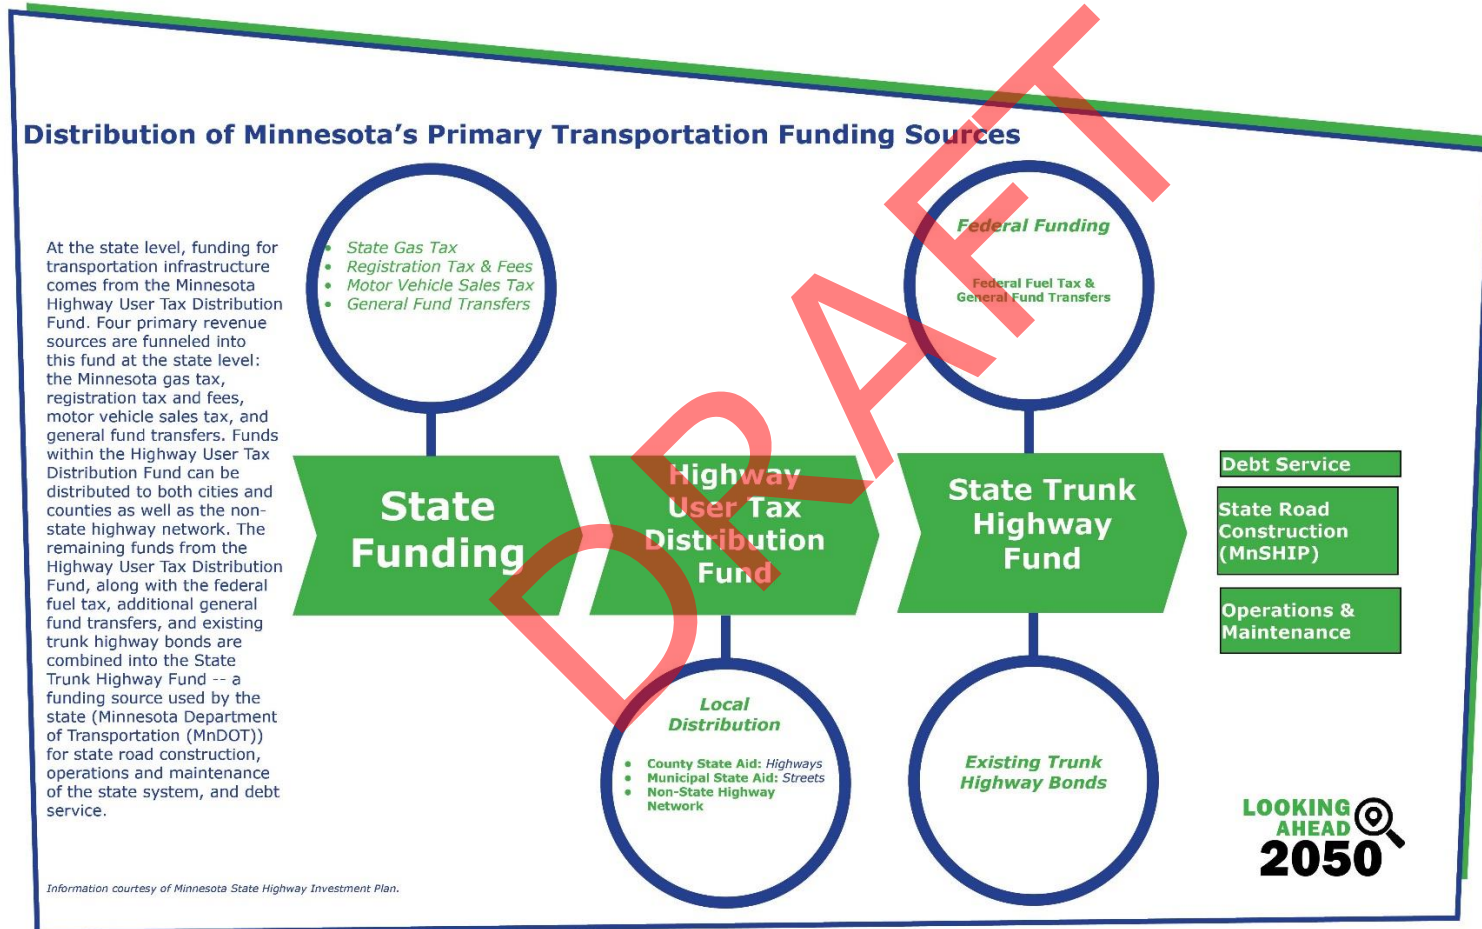 Distribution of Minnesota's Primary Transportation Funding Sources
At the state level, funding for
transportation infrastructure
comes from the Minnesota
Highway User Tax Distribution
Fund. Four primary revenue
sources are funneled into
this fund at the state level:
the Minnesota gas tax,
registration tax and fees,
motor vehicle sales tax, and
general fund transfers. Funds
within the Highway User Tax
Distribution Fund can be
distributed to both cities and
counties as well as the non-
state highway network. The
remaining funds from the
Highway User Tax Distribution
Fund, along with the federal
fuel tax, additional general
fund transfers, and existing
trunk highway bonds are
combined into the State
Trunk Highway Fund -- a
funding source used by the
state (Minnesota Department
of Transportation (MnDOT))
for state road construction,
operations and maintenance
of the state system, and debt
service.
Information courtesy of Minnesota State Highway Investment Plan.
• State Gas Tax
• Registration Tax & Fees
• Motor Vehicle Sales Tax
• General Fund Transfers
State
Funding
Highway
User Tax
Distribution
Fund
Local
Distribution
• County State Aid: Highways
• Municipal State Aid: Streets
• Non-State Highway
Network
Federal Funding
Federal Fuel Tax &
General Fund Transfers
State Trunk
Highway
Fund
Existing Trunk
Highway Bonds
Debt Service
State Road
Construction
(MnSHIP)
Operations &
Maintenance
LOOKING
AHEAD
2050
DRAFT